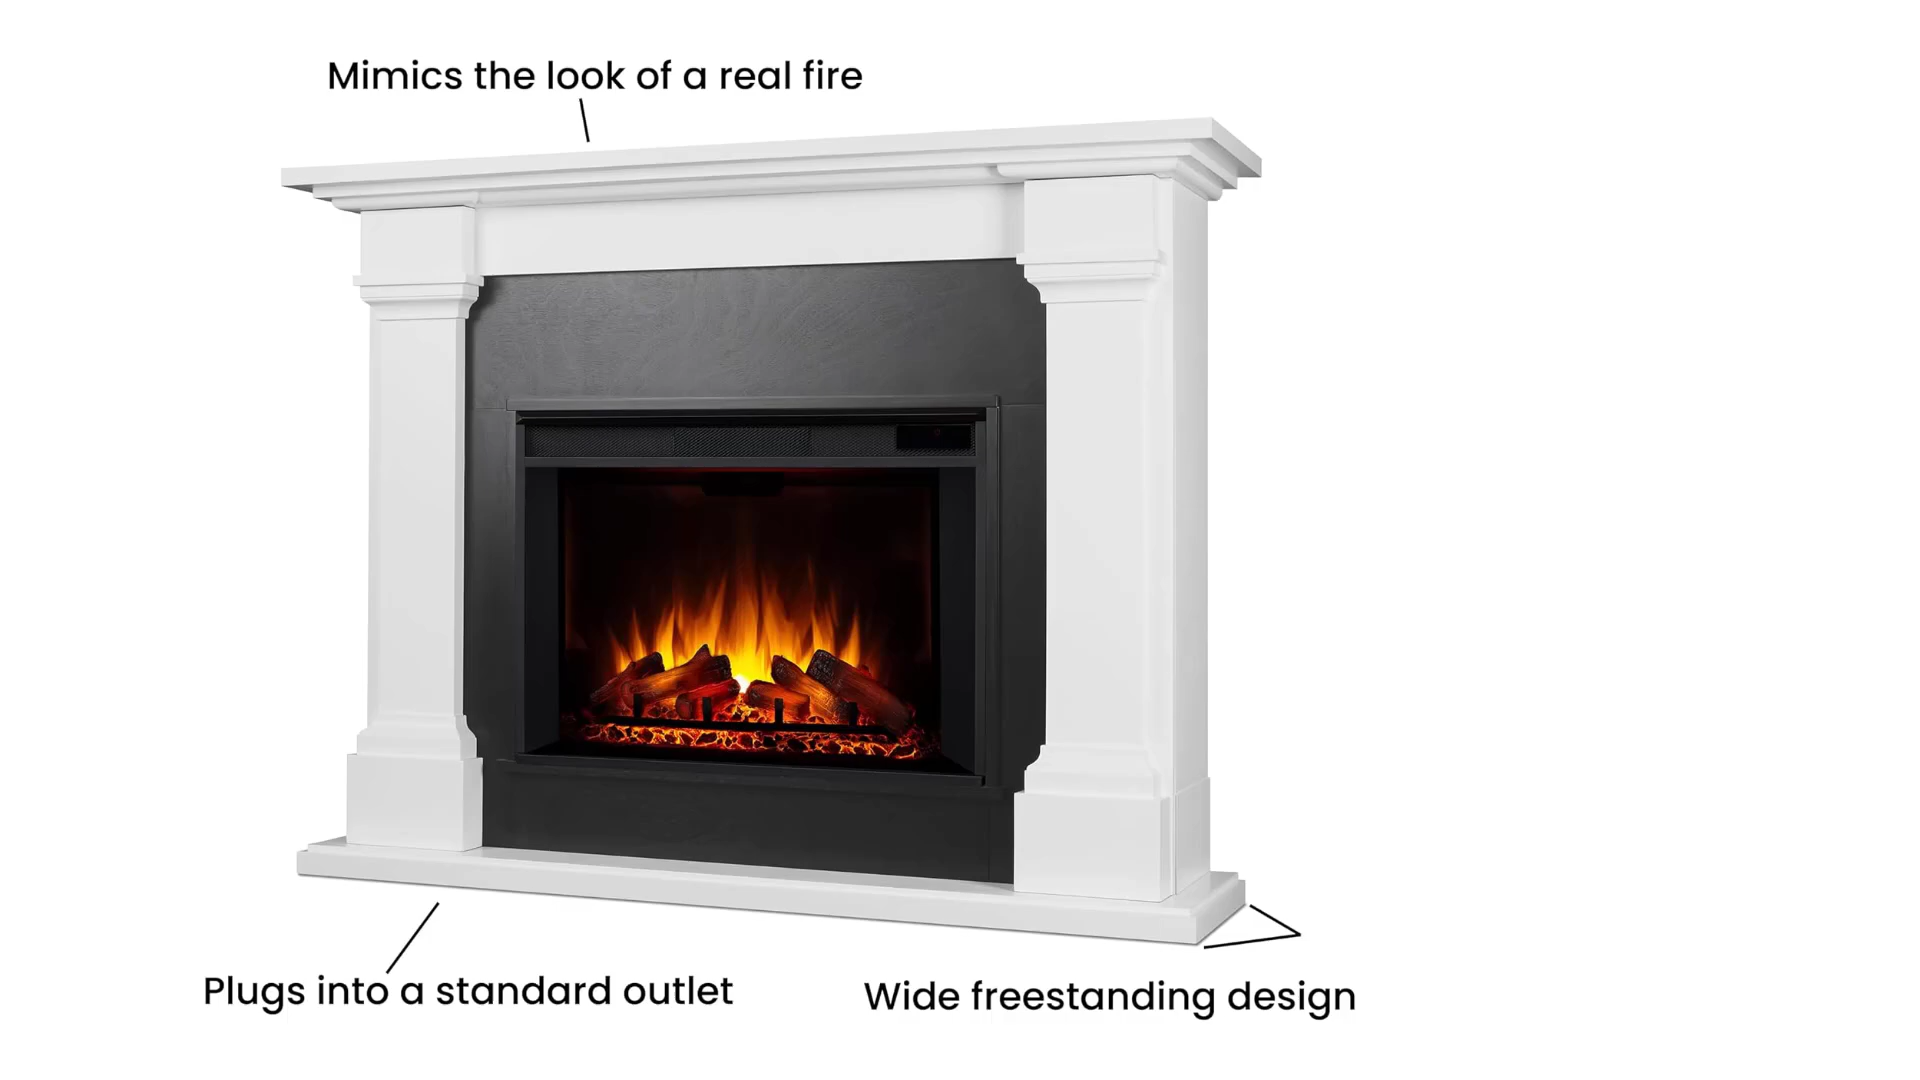 Mimics the look of a real fire
Plugs into a standard outlet
Wide freestanding design